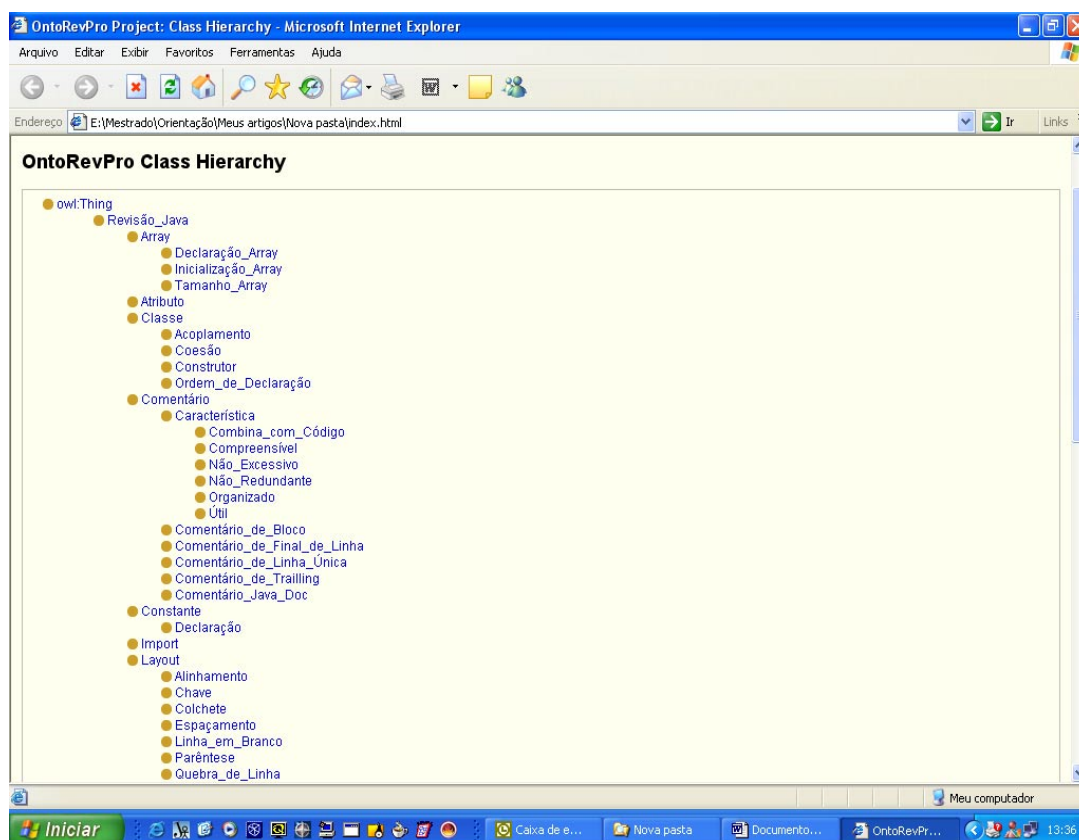 OntoRevPro Project: Class Hierarchy - Microsoft Internet Explorer
Arquivo Editar Exibir Favoritos Ferramentas Ajuda
Endereço E:\Mestrado\Orientação\Meus artigos\Nova pasta\index.html Ir Links
OntoRevPro Class Hierarchy
owl:Thing
Revisão_Java
Array
Declaração_Array
Inicialização_Array
Tamanho_Array
Atributo
Classe
Acoplamento
Coesão
Construtor
Ordem_de_Declaração
Comentário
Característica
Combina_com_Código
Compreensível
Não_Excessivo
Não_Redundante
Organizado
Útil
Comentário_de_Bloco
Comentário_de_Final_de_Linha
Comentário_de_Linha_Única
Comentário_de_Trailling
Comentário_Java_Doc
Constante
Declaração
Import
Layout
Alinhamento
Chave
Colchete
Espaçamento
Linha_em_Branco
Parêntese
Quebra_de_Linha
Meu computador
Iniciar Caixa de e... Nova pasta Documento... OntoRevPr... 13:36